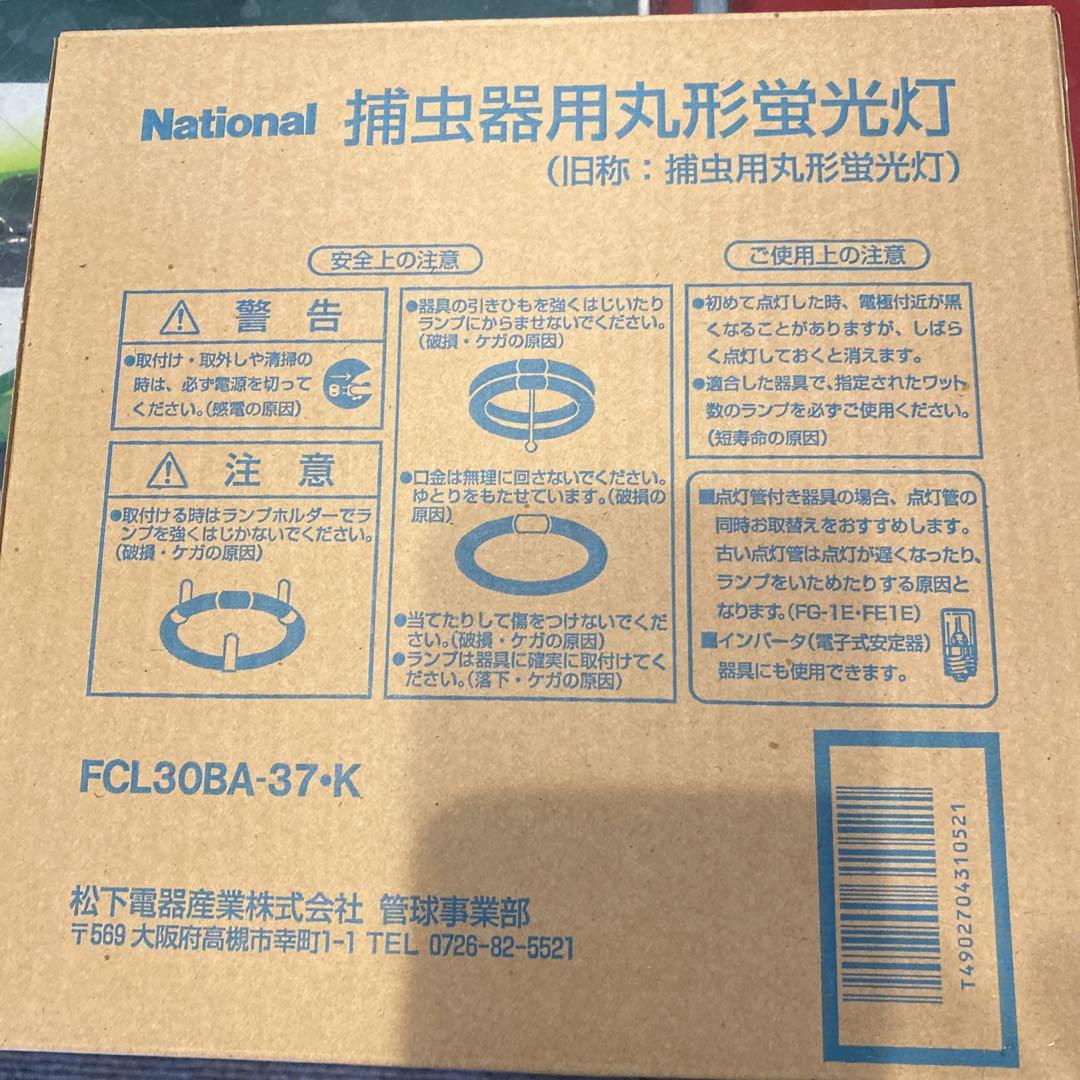 National 捕虫器用丸形蛍光灯
(旧称：捕虫用丸形蛍光灯)
安全上の注意
警告
●取付け・取外しや清掃の
時は、必ず電源を切って
ください。(感電の原因)
注意
●取付ける時はランプホルダーでラ
ンプを強くはじかないでください。
(破損・ケガの原因)
●器具の引きひもを強くはじいたり
ランプにからませないでください。
(破損・ケガの原因)
●口金は無理に回さないでください。
ゆとりをもたせています。(破損の
原因)
●当てたりして傷をつけないでくだ
さい。(破損・ケガの原因)
●ランプは器具に確実に取付けてく
ださい。(落下・ケガの原因)
ご使用上の注意
●初めて点灯した時、電極付近が黒
くなることがありますが、しばら
く点灯しておくと消えます。
●適合した器具で、指定されたワット
数のランプを必ずご使用ください。
(短寿命の原因)
■点灯管付き器具の場合、点灯管の
同時お取替えをおすすめします。
古い点灯管は点灯が遅くなったり、
ランプをいためたりする原因と
なります。(FG-1E・FE1E)
■インバータ(電子式安定器)
器具にも使用できます。
FCL30BA-37・K
松下電器産業株式会社 管球事業部
〒569 大阪府高槻市幸町1-1 TEL 0726-82-5521
T4902704310521